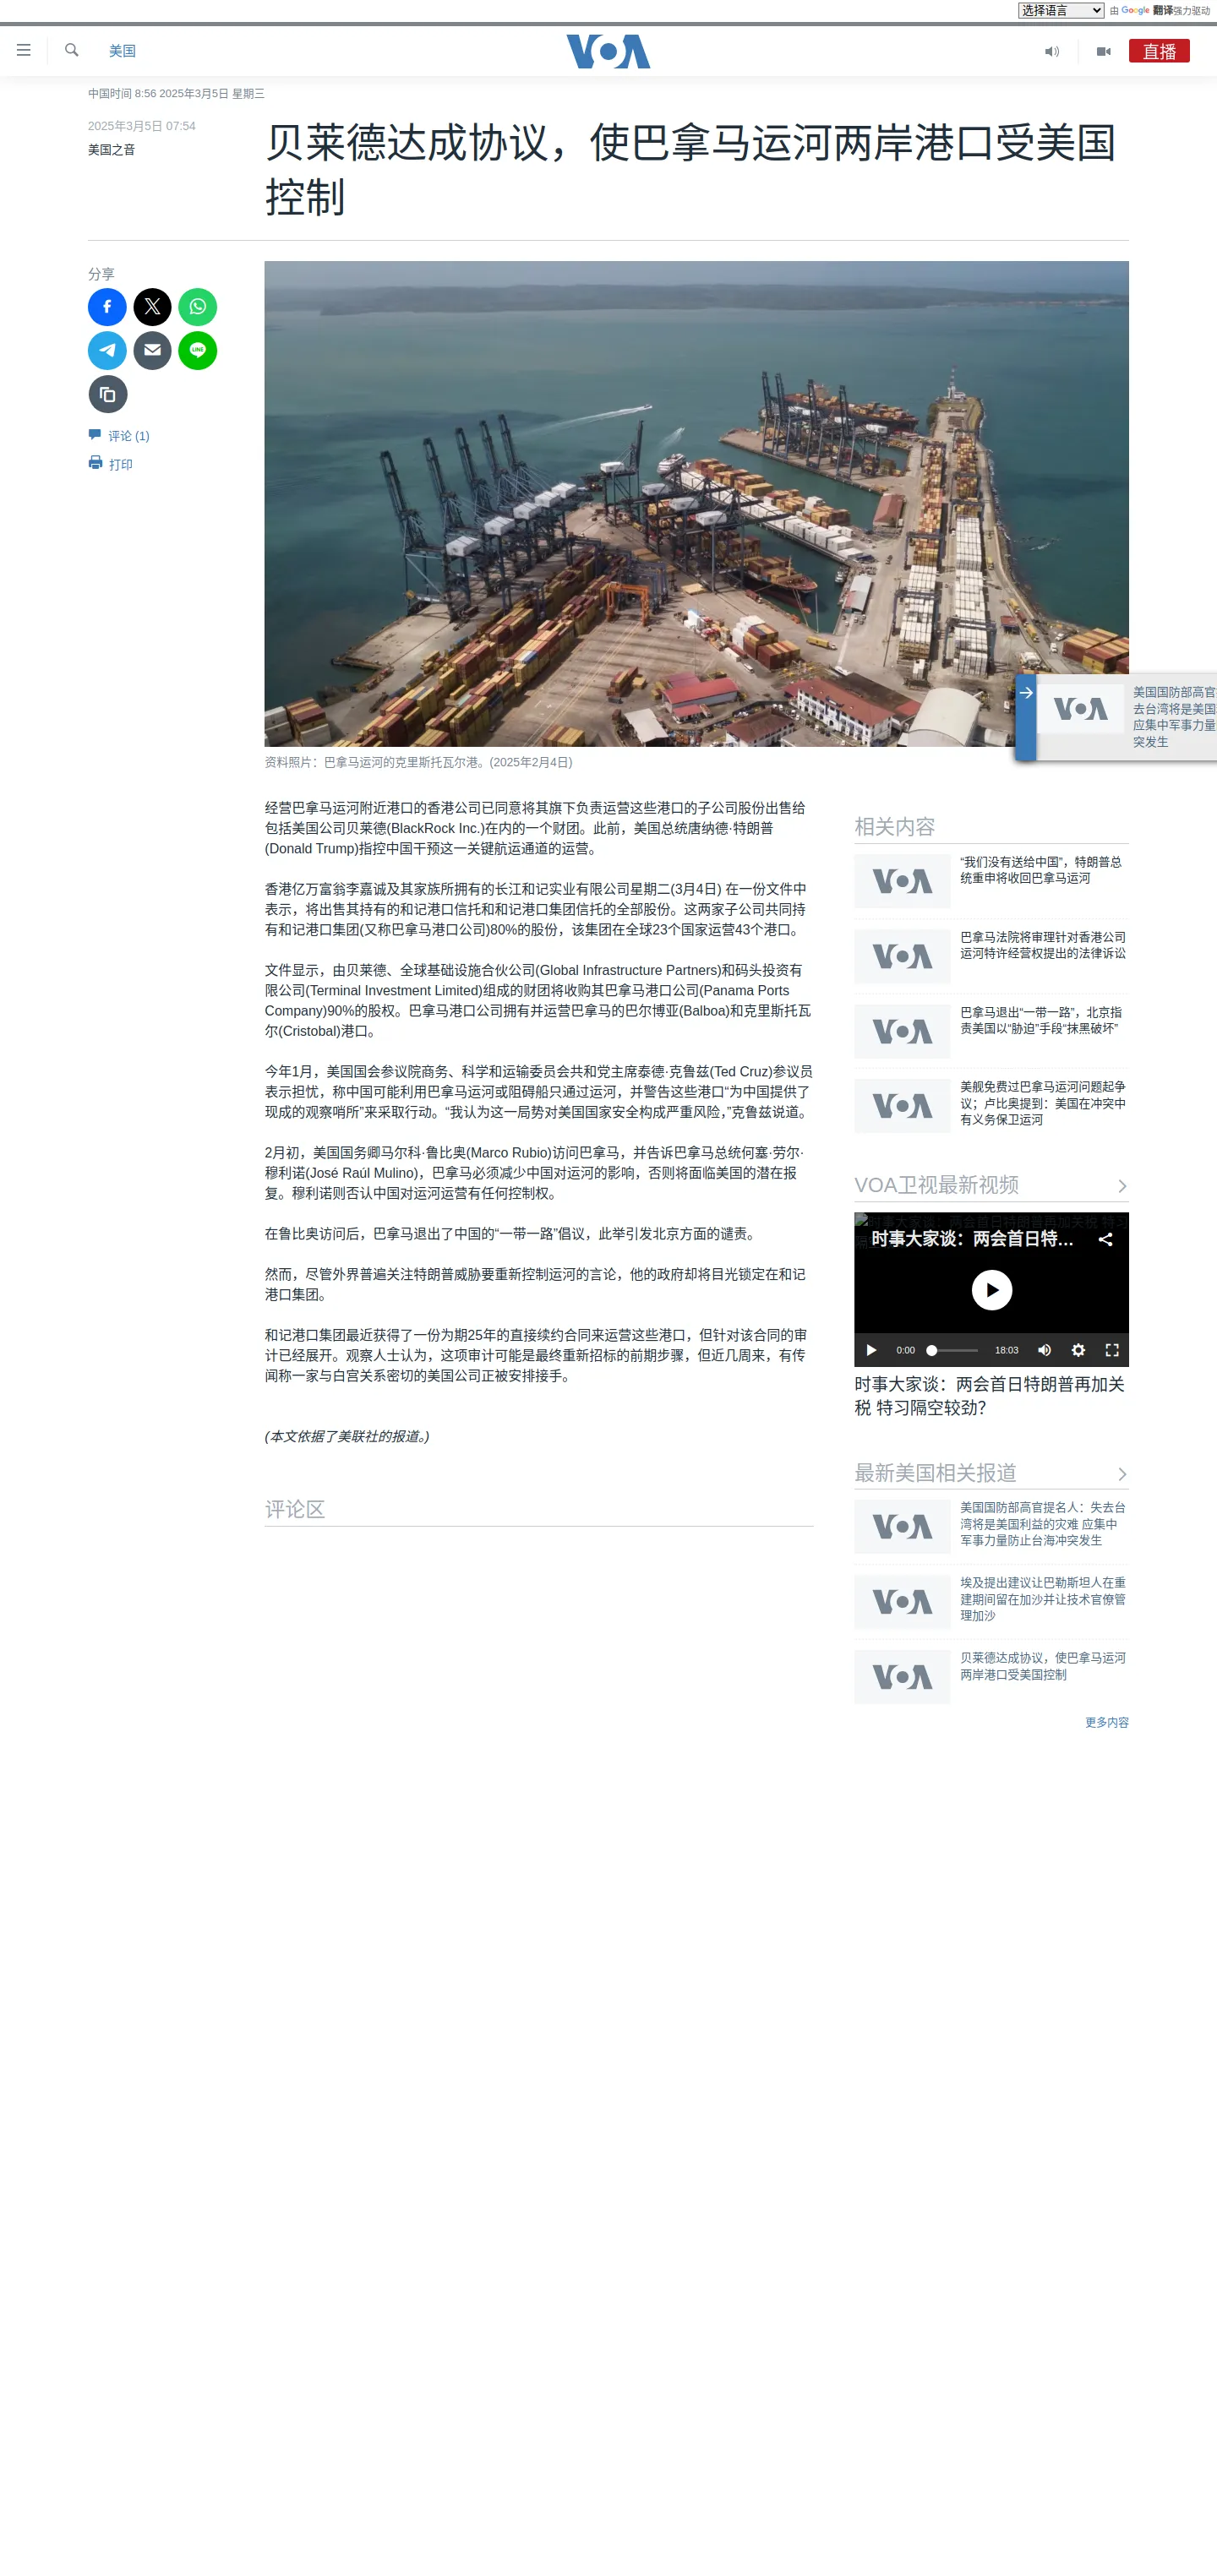 选择语言
由 Google 翻译强力驱动
美国
VOA
直播
中国时间 8:56 2025年3月5日 星期三
2025年3月5日 07:54
美国之音
贝莱德达成协议，使巴拿马运河两岸港口受美国
控制
分享
LINE
评论 (1)
打印
VOA
美国国防部高官
去台湾将是美国
应集中军事力量
突发生
资料照片：巴拿马运河的克里斯托瓦尔港。(2025年2月4日)
经营巴拿马运河附近港口的香港公司已同意将其旗下负责运营这些港口的子公司股份出售给
包括美国公司贝莱德(BlackRock Inc.)在内的一个财团。此前，美国总统唐纳德·特朗普
(Donald Trump)指控中国干预这一关键航运通道的运营。
香港亿万富翁李嘉诚及其家族所拥有的长江和记实业有限公司星期二(3月4日) 在一份文件中
表示，将出售其持有的和记港口信托和和记港口集团信托的全部股份。这两家子公司共同持
有和记港口集团(又称巴拿马港口公司)80%的股份，该集团在全球23个国家运营43个港口。
文件显示，由贝莱德、全球基础设施合伙公司(Global Infrastructure Partners)和码头投资有
限公司(Terminal Investment Limited)组成的财团将收购其巴拿马港口公司(Panama Ports
Company)90%的股权。巴拿马港口公司拥有并运营巴拿马的巴尔博亚(Balboa)和克里斯托瓦
尔(Cristobal)港口。
今年1月，美国国会参议院商务、科学和运输委员会共和党主席泰德·克鲁兹(Ted Cruz)参议员
表示担忧，称中国可能利用巴拿马运河或阻碍船只通过运河，并警告这些港口“为中国提供了
现成的观察哨所”来采取行动。“我认为这一局势对美国国家安全构成严重风险，”克鲁兹说道。
2月初，美国国务卿马尔科·鲁比奥(Marco Rubio)访问巴拿马，并告诉巴拿马总统何塞·劳尔·
穆利诺(José Raúl Mulino)，巴拿马必须减少中国对运河的影响，否则将面临美国的潜在报
复。穆利诺则否认中国对运河运营有任何控制权。
在鲁比奥访问后，巴拿马退出了中国的“一带一路”倡议，此举引发北京方面的谴责。
然而，尽管外界普遍关注特朗普威胁要重新控制运河的言论，他的政府却将目光锁定在和记
港口集团。
和记港口集团最近获得了一份为期25年的直接续约合同来运营这些港口，但针对该合同的审
计已经展开。观察人士认为，这项审计可能是最终重新招标的前期步骤，但近几周来，有传
闻称一家与白宫关系密切的美国公司正被安排接手。
(本文依据了美联社的报道。)
评论区
相关内容
VOA
“我们没有送给中国”，特朗普总
统重申将收回巴拿马运河
VOA
巴拿马法院将审理针对香港公司
运河特许经营权提出的法律诉讼
VOA
巴拿马退出“一带一路”，北京指
责美国以“胁迫”手段“抹黑破坏”
VOA
美舰免费过巴拿马运河问题起争
议；卢比奥提到：美国在冲突中
有义务保卫运河
VOA卫视最新视频
时事大家谈：两会首日特朗普再加关税 特习
时事大家谈：两会首日特...
0:00
18:03
时事大家谈：两会首日特朗普再加关
税 特习隔空较劲？
最新美国相关报道
VOA
美国国防部高官提名人：失去台
湾将是美国利益的灾难 应集中
军事力量防止台海冲突发生
VOA
埃及提出建议让巴勒斯坦人在重
建期间留在加沙并让技术官僚管
理加沙
VOA
贝莱德达成协议，使巴拿马运河
两岸港口受美国控制
更多内容